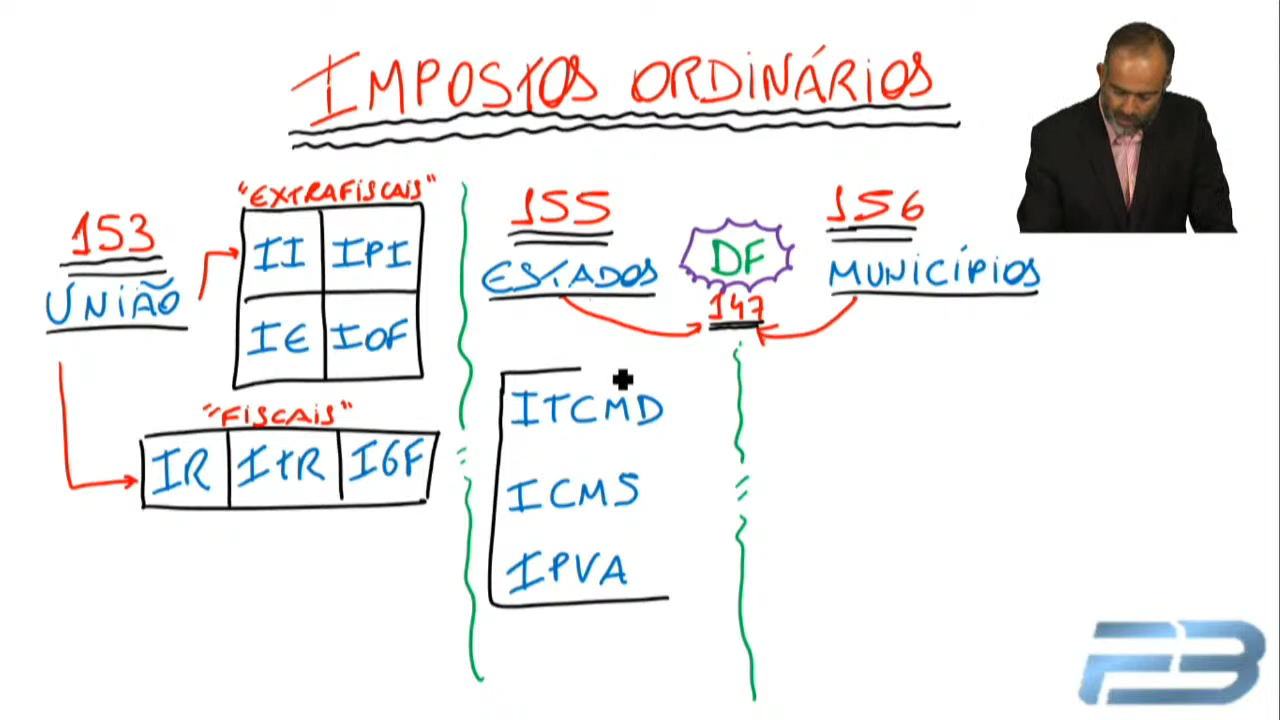 IMPOSTOS ORDINÁRIOS
"EXTRAFISCAIS"
153
UNIÃO
II IPI
IE IOF
"FISCAIS"
IR ITR IGF
155
ESTADOS
DF
147
156
MUNICÍPIOS
ITCMD
ICMS
IPVA
PB